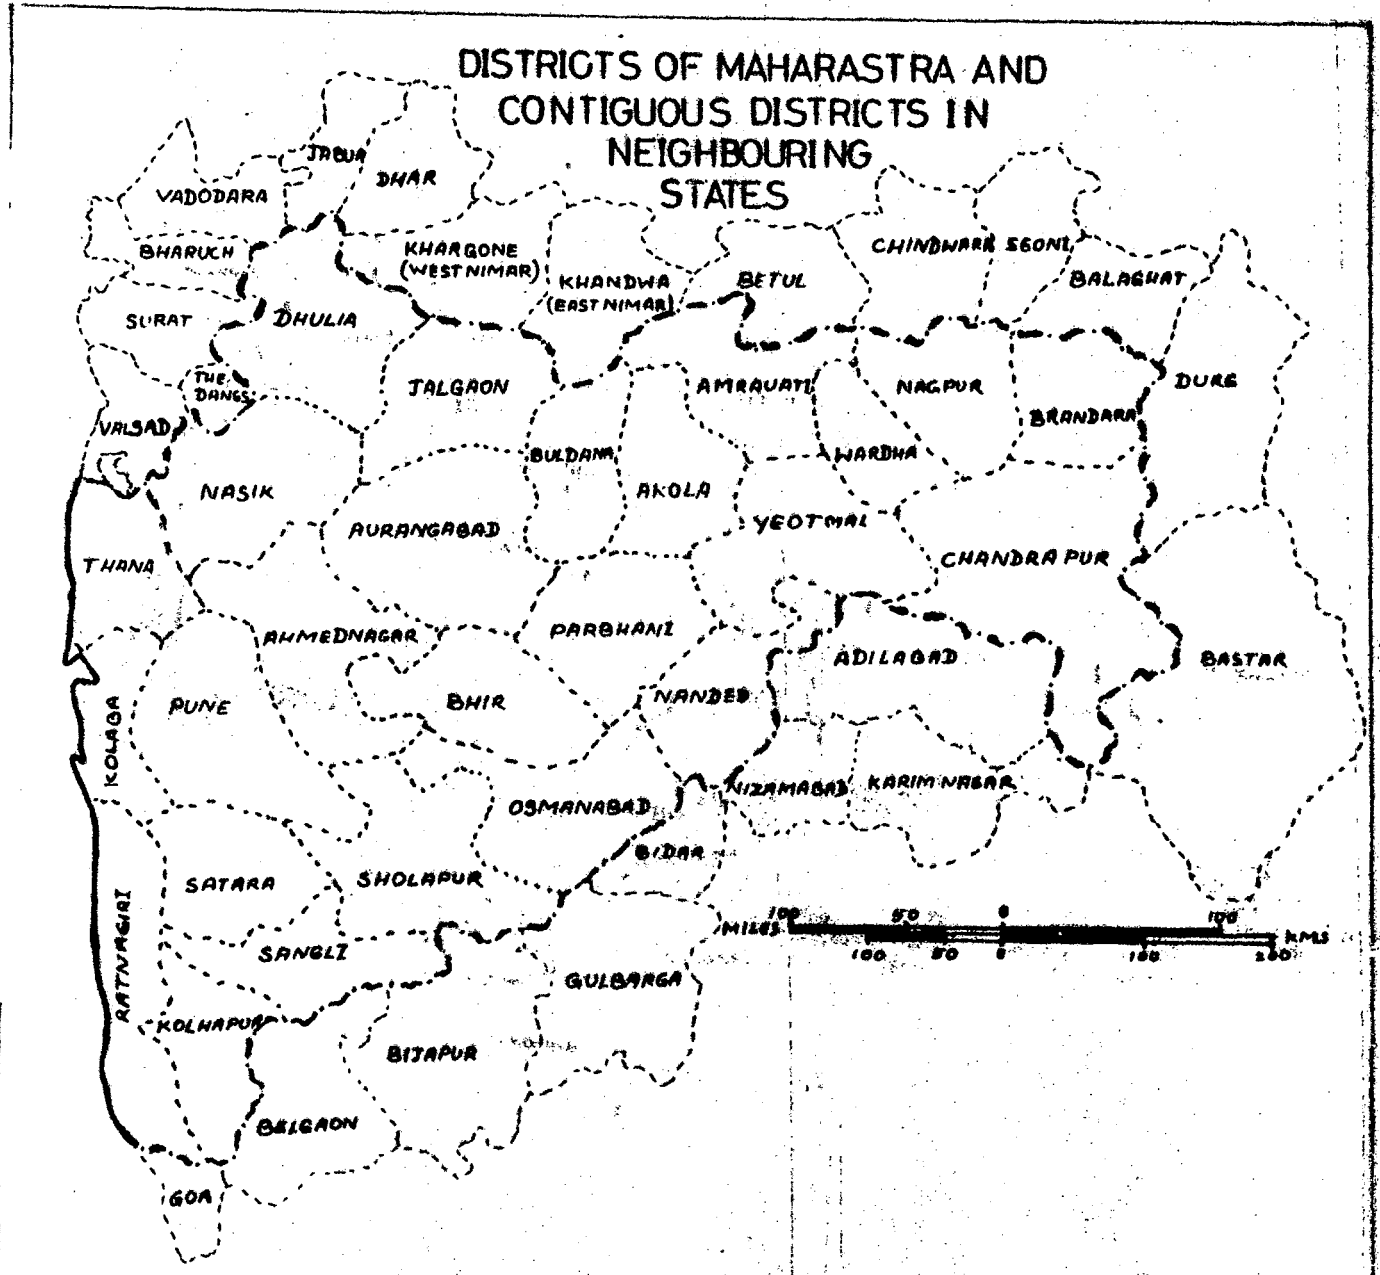 DISTRICTS OF MAHARASTRA AND
CONTIGUOUS DISTRICTS IN
NEIGHBOURING
STATES
JABUA
DHAR
VADODARA
BHARUCH
KHARGONE
(WEST NIMAR)
KHANDWA
(EAST NIMAR)
BETUL
CHINDWARA
SEONI
BALAGHAT
SURAT
DHULIA
THE
DANGS
JALGAON
AMRAVATI
NAGPUR
BRANDARA
DURG
VALSAD
NASIK
BULDANA
AKOLA
WARDHA
AURANGABAD
YEOTMAL
CHANDRAPUR
THANA
AHMEDNAGAR
PARBHANI
ADILABAD
BASTAR
KOLABA
PUNE
BHIR
NANDED
OSMANABAD
NIZAMABAD
KARIMNAGAR
BIDAR
RATNAGIRI
SATARA
SHOLAPUR
SANGLI
MILES 100 50 0 100
100 50 0 100 200 KMS
GULBARGA
KOLHAPUR
BIJAPUR
BELGAON
GOA